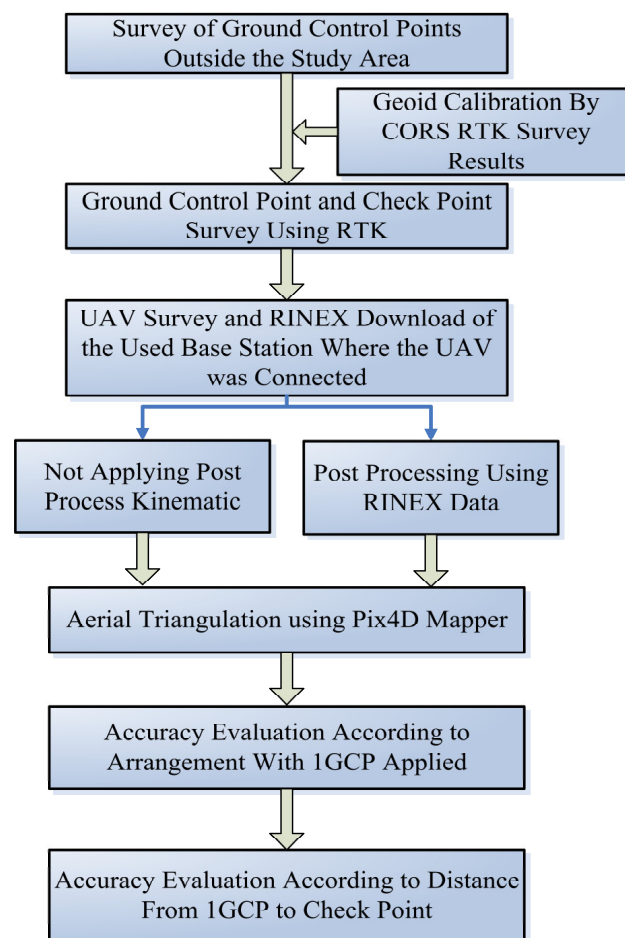 Survey of Ground Control Points
Outside the Study Area
Geoid Calibration By
CORS RTK Survey
Results
Ground Control Point and Check Point
Survey Using RTK
UAV Survey and RINEX Download of
the Used Base Station Where the UAV
was Connected
Not Applying Post
Process Kinematic
Post Processing Using
RINEX Data
Aerial Triangulation using Pix4D Mapper
Accuracy Evaluation According to
Arrangement With 1GCP Applied
Accuracy Evaluation According to Distance
From 1GCP to Check Point